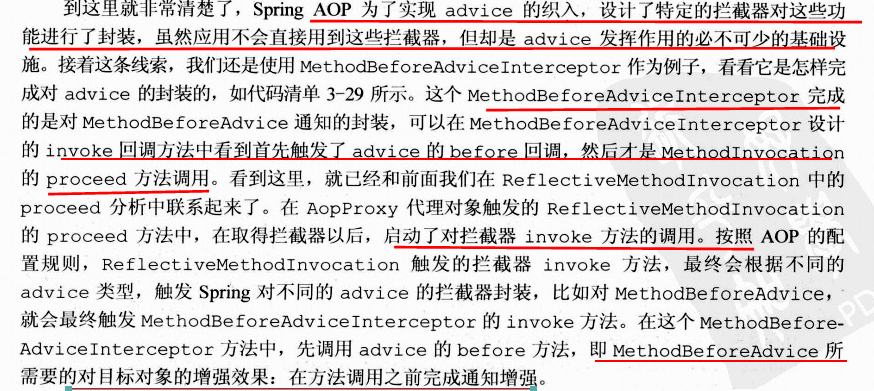 到这里就非常清楚了，Spring AOP 为了实现 advice 的织入，设计了特定的拦截器对这些功
能进行了封装，虽然应用不会直接用到这些拦截器，但却是 advice 发挥作用的必不可少的基础设
施。接着这条线索，我们还是使用 MethodBeforeAdviceInterceptor 作为例子，看看它是怎样完
成对 advice 的封装的，如代码清单 3-29 所示。这个 MethodBeforeAdviceInterceptor 完成
的是对 MethodBeforeAdvice 通知的封装，可以在 MethodBeforeAdviceInterceptor 设计
的 invoke 回调方法中看到首先触发了 advice 的 before 回调，然后才是 MethodInvocation
的 proceed 方法调用。看到这里，就已经和前面我们在 ReflectiveMethodInvocation 中的
proceed 分析中联系起来了。在 AopProxy 代理对象触发的 ReflectiveMethodInvocation
的 proceed 方法中，在取得拦截器以后，启动了对拦截器 invoke 方法的调用。按照 AOP 的配
置规则，ReflectiveMethodInvocation 触发的拦截器 invoke 方法，最终会根据不同的
advice 类型，触发 Spring 对不同的 advice 的拦截器封装，比如对 MethodBeforeAdvice，
就会最终触发 MethodBeforeAdviceInterceptor 的 invoke 方法。在这个 MethodBefore-
AdviceInterceptor 方法中，先调用 advice 的 before 方法，即 MethodBeforeAdvice 所
需要的对目标对象的增强效果：在方法调用之前完成通知增强。
PD